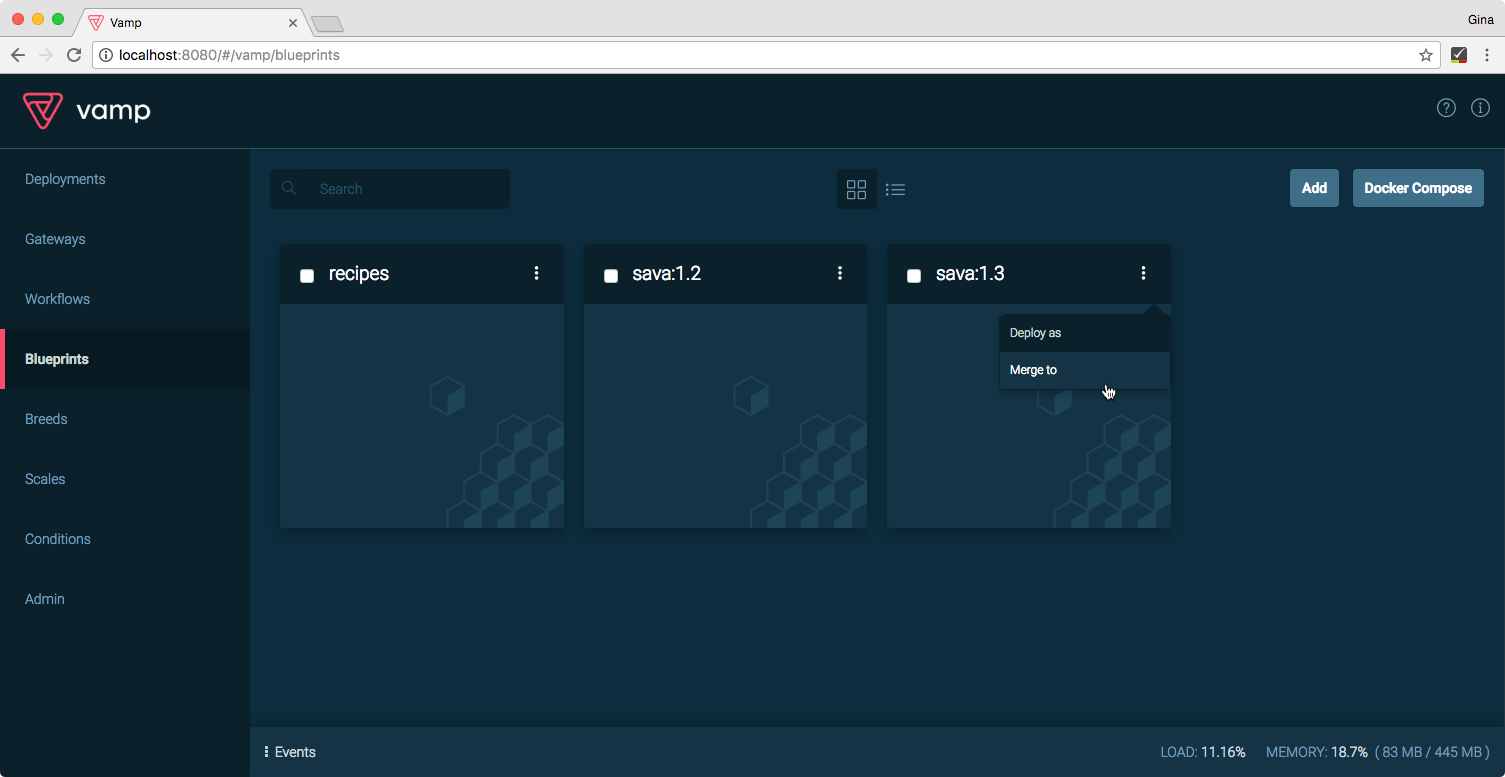 Vamp
Gina
localhost:8080/#/vamp/blueprints
vamp
Deployments
Gateways
Workflows
Blueprints
Breeds
Scales
Conditions
Admin
Search
Add
Docker Compose
recipes
sava:1.2
sava:1.3
Deploy as
Merge to
Events
LOAD: 11.16% MEMORY: 18.7% ( 83 MB / 445 MB )